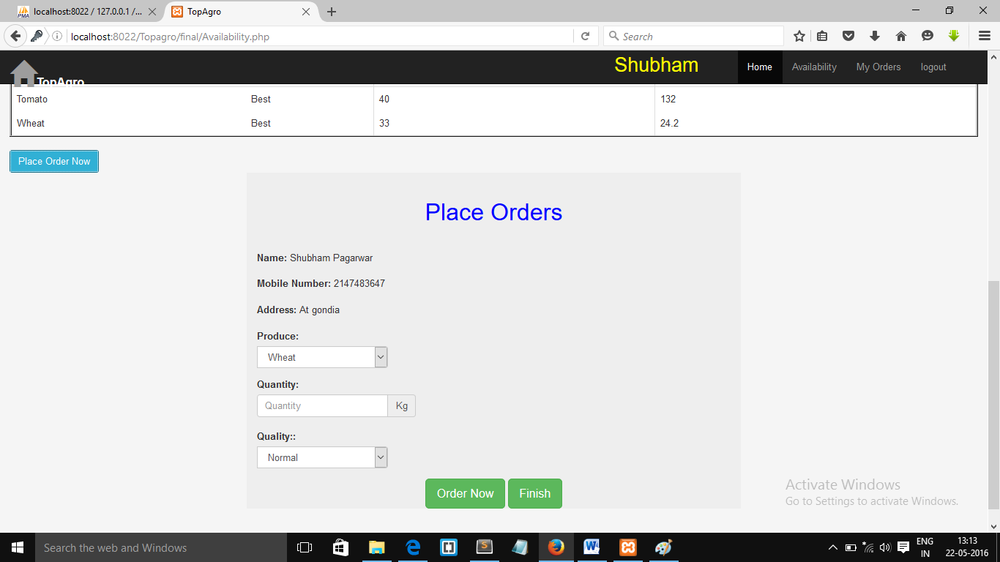 localhost:8022 / 127.0.0.1 /...
TopAgro
localhost:8022/Topagro/final/Availability.php
Search
TopAgro
Shubham
Home
Availability
My Orders
logout
Tomato Best 40 132
Wheat Best 33 24.2
Place Order Now
Place Orders
Name: Shubham Pagarwar
Mobile Number: 2147483647
Address: At gondia
Produce:
Wheat
Quantity:
Quantity Kg
Quality::
Normal
Order Now Finish
Activate Windows
Go to Settings to activate Windows.
Search the web and Windows
ENG
IN
13:13
22-05-2016